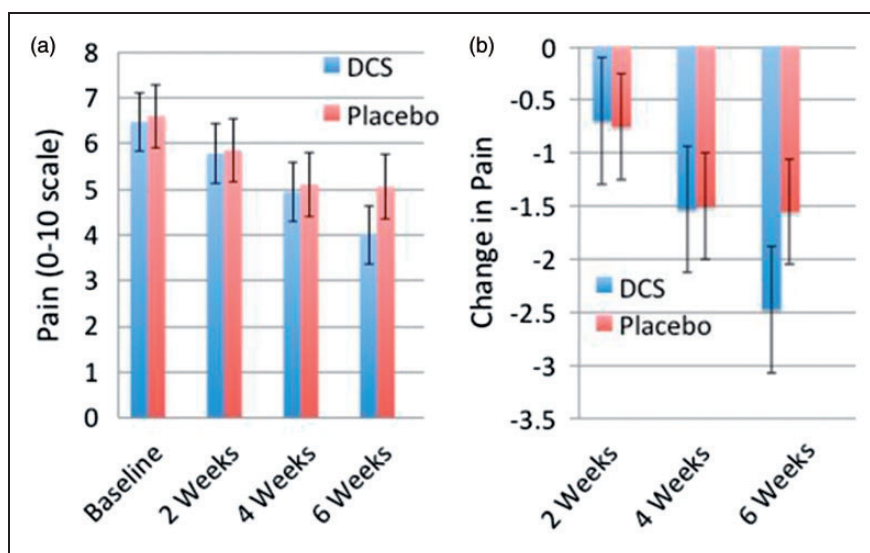 (a)
Pain (0-10 scale)
8
7
6
5
4
3
2
1
0
DCS
Placebo
Baseline
2 Weeks
4 Weeks
6 Weeks
(b)
Change in Pain
0
-0.5
-1
-1.5
-2
-2.5
-3
-3.5
DCS
Placebo
2 Weeks
4 Weeks
6 Weeks